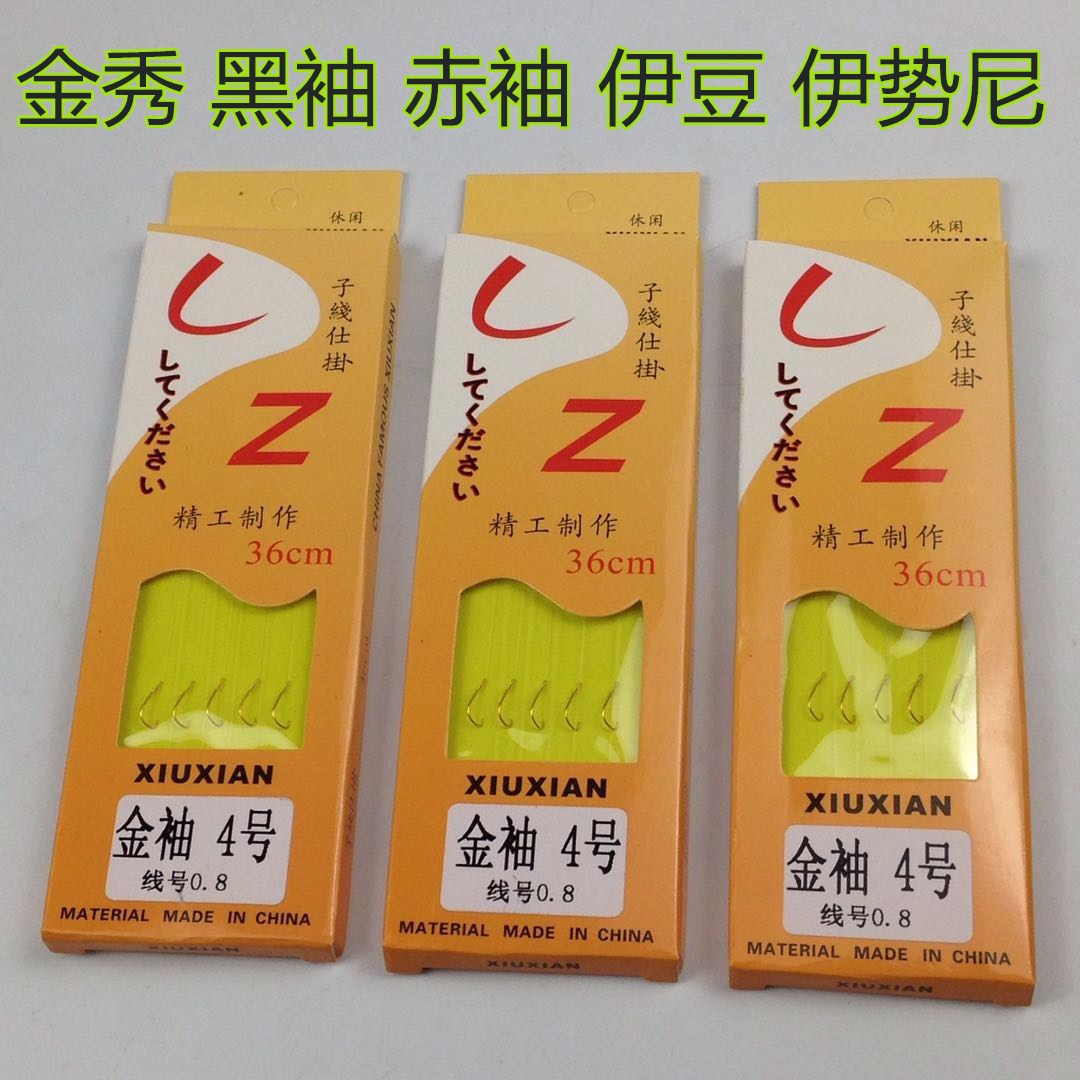 金秀 黑袖 赤袖 伊豆 伊势尼
休闲
し
してください
子綫仕掛
Z
精工制作
36cm
CHINA FAMOUS XIUXIAN
XIUXIAN
金袖 4号
线号0.8
MATERIAL MADE IN CHINA
XIUXIAN
休闲
XIUXIAN
し
してください
子綫仕掛
Z
精工制作
36cm
XIUXIAN
金袖 4号
线号0.8
MATERIAL MADE IN CHINA
XIUXIAN
休闲
XIUXIAN
し
してください
子綫仕掛
Z
精工制作
36cm
XIUXIAN
金袖 4号
线号0.8
MATERIAL MADE IN CHINA
XIUXIAN